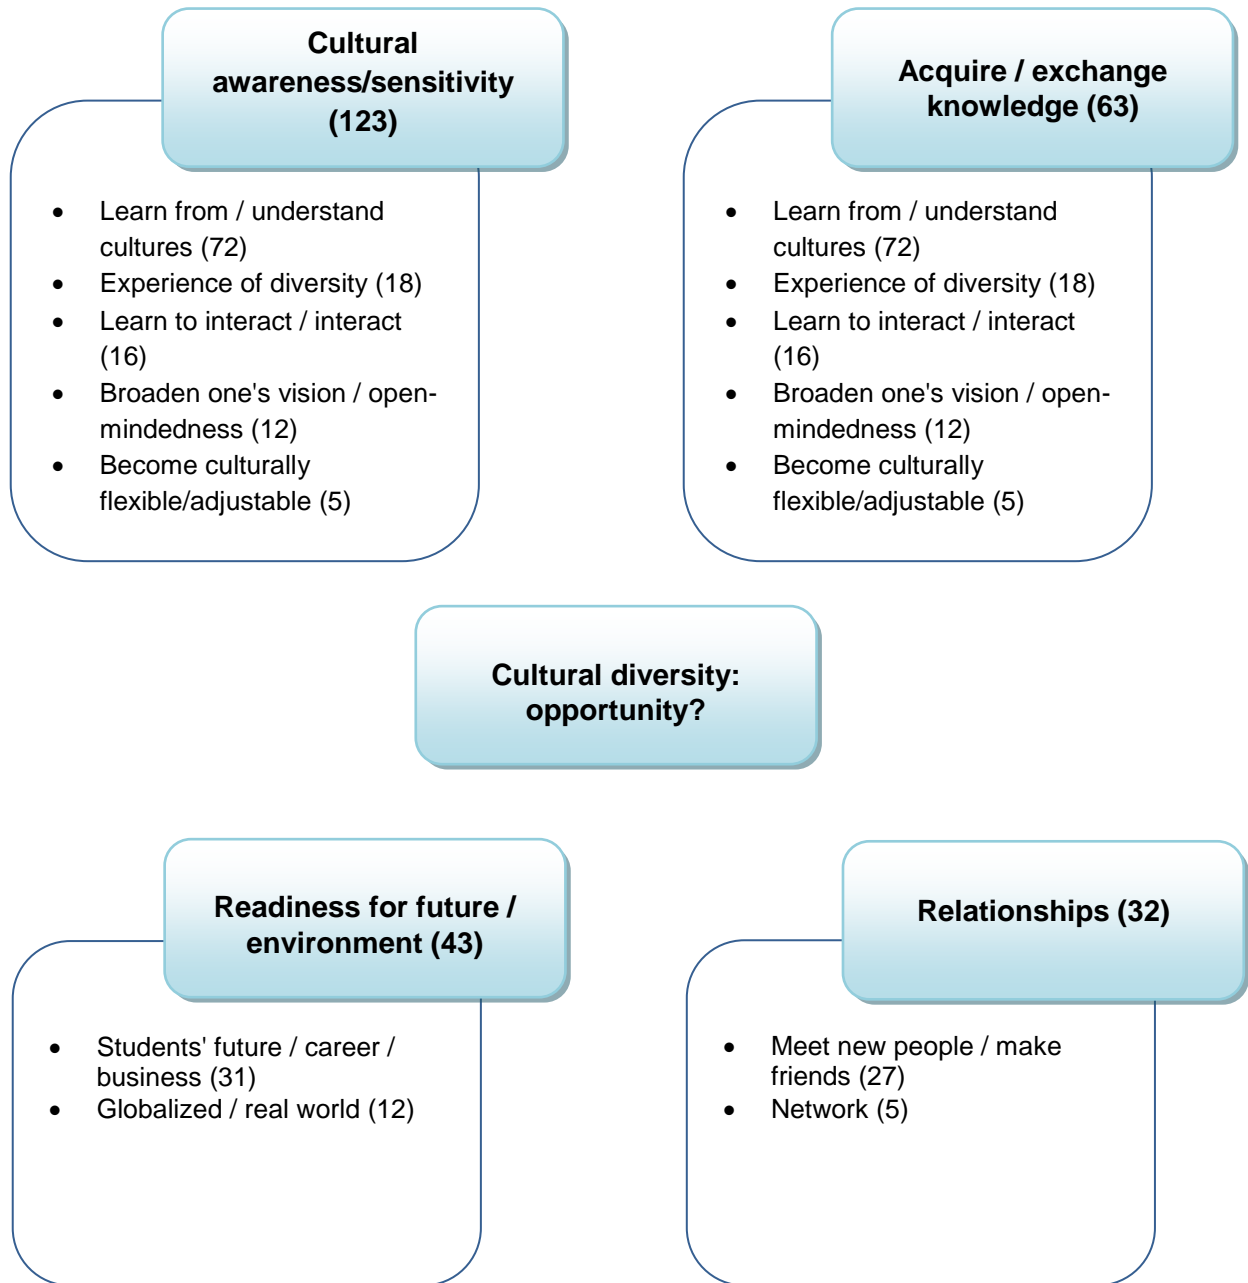 Cultural
awareness/sensitivity
(123)
• Learn from / understand
cultures (72)
• Experience of diversity (18)
• Learn to interact / interact
(16)
• Broaden one's vision / open-
mindedness (12)
• Become culturally
flexible/adjustable (5)
Acquire / exchange
knowledge (63)
• Learn from / understand
cultures (72)
• Experience of diversity (18)
• Learn to interact / interact
(16)
• Broaden one's vision / open-
mindedness (12)
• Become culturally
flexible/adjustable (5)
Cultural diversity:
opportunity?
Readiness for future /
environment (43)
• Students' future / career /
business (31)
• Globalized / real world (12)
Relationships (32)
• Meet new people / make
friends (27)
• Network (5)